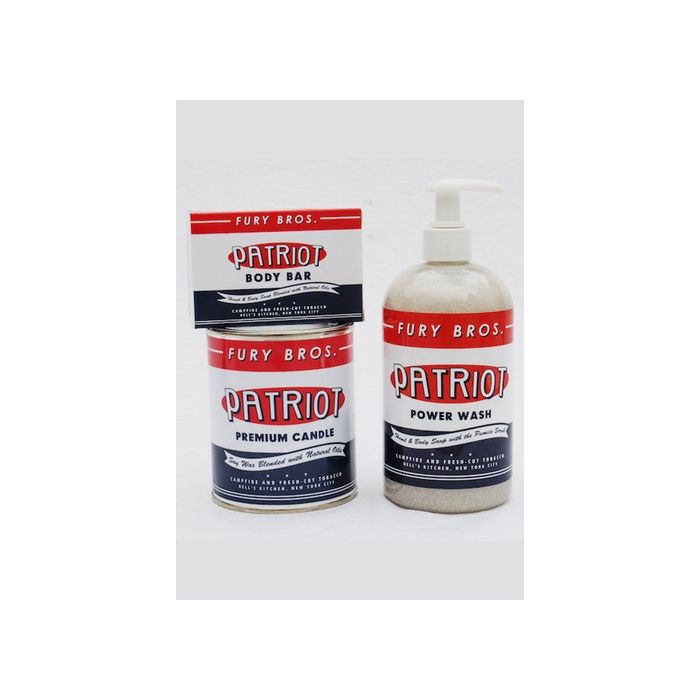 FURY BROS.
PATRIOT
BODY BAR
Hand & Body Soap Blended with Natural Oils
CAMPFIRE AND FRESH-CUT TOBACCO
HELL'S KITCHEN, NEW YORK CITY
FURY BROS.
PATRIOT
PREMIUM CANDLE
Soy Wax Blended with Natural Oils
CAMPFIRE AND FRESH-CUT TOBACCO
HELL'S KITCHEN, NEW YORK CITY
FURY BROS.
PATRIOT
POWER WASH
Hand & Body Soap with the Pumice Scrub
CAMPFIRE AND FRESH-CUT TOBACCO
HELL'S KITCHEN, NEW YORK CITY